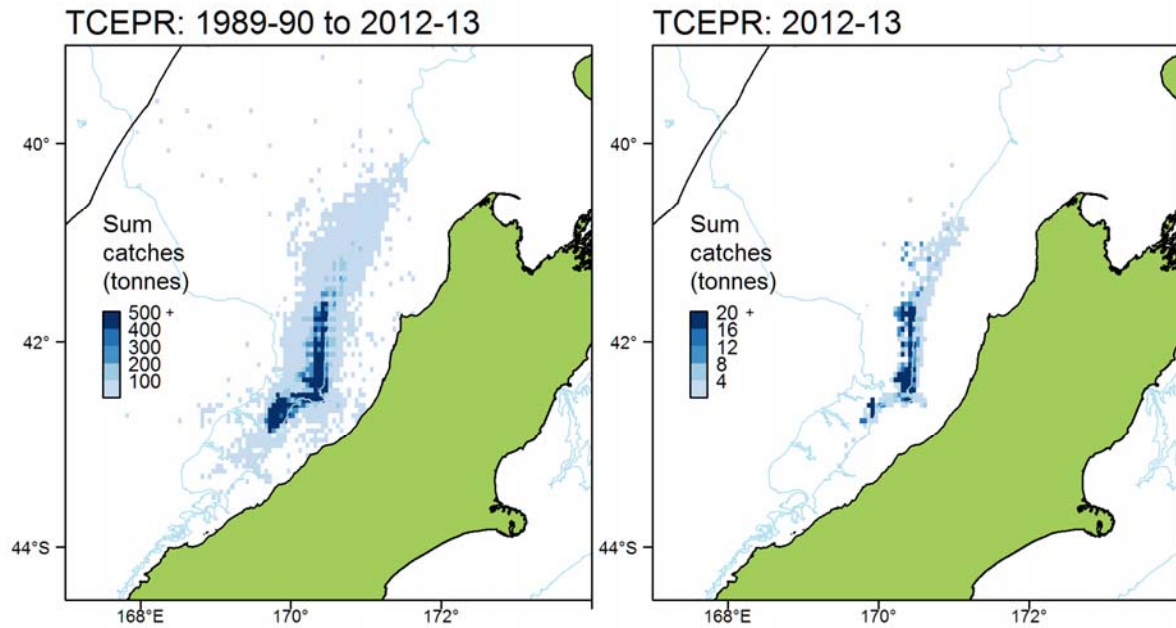 TCEPR: 1989-90 to 2012-13
40°
Sum
catches
(tonnes)
500 +
400
300
200
100
42°
44°S
168°E
170°
172°
TCEPR: 2012-13
40°
Sum
catches
(tonnes)
20 +
16
12
8
4
42°
44°S
168°E
170°
172°